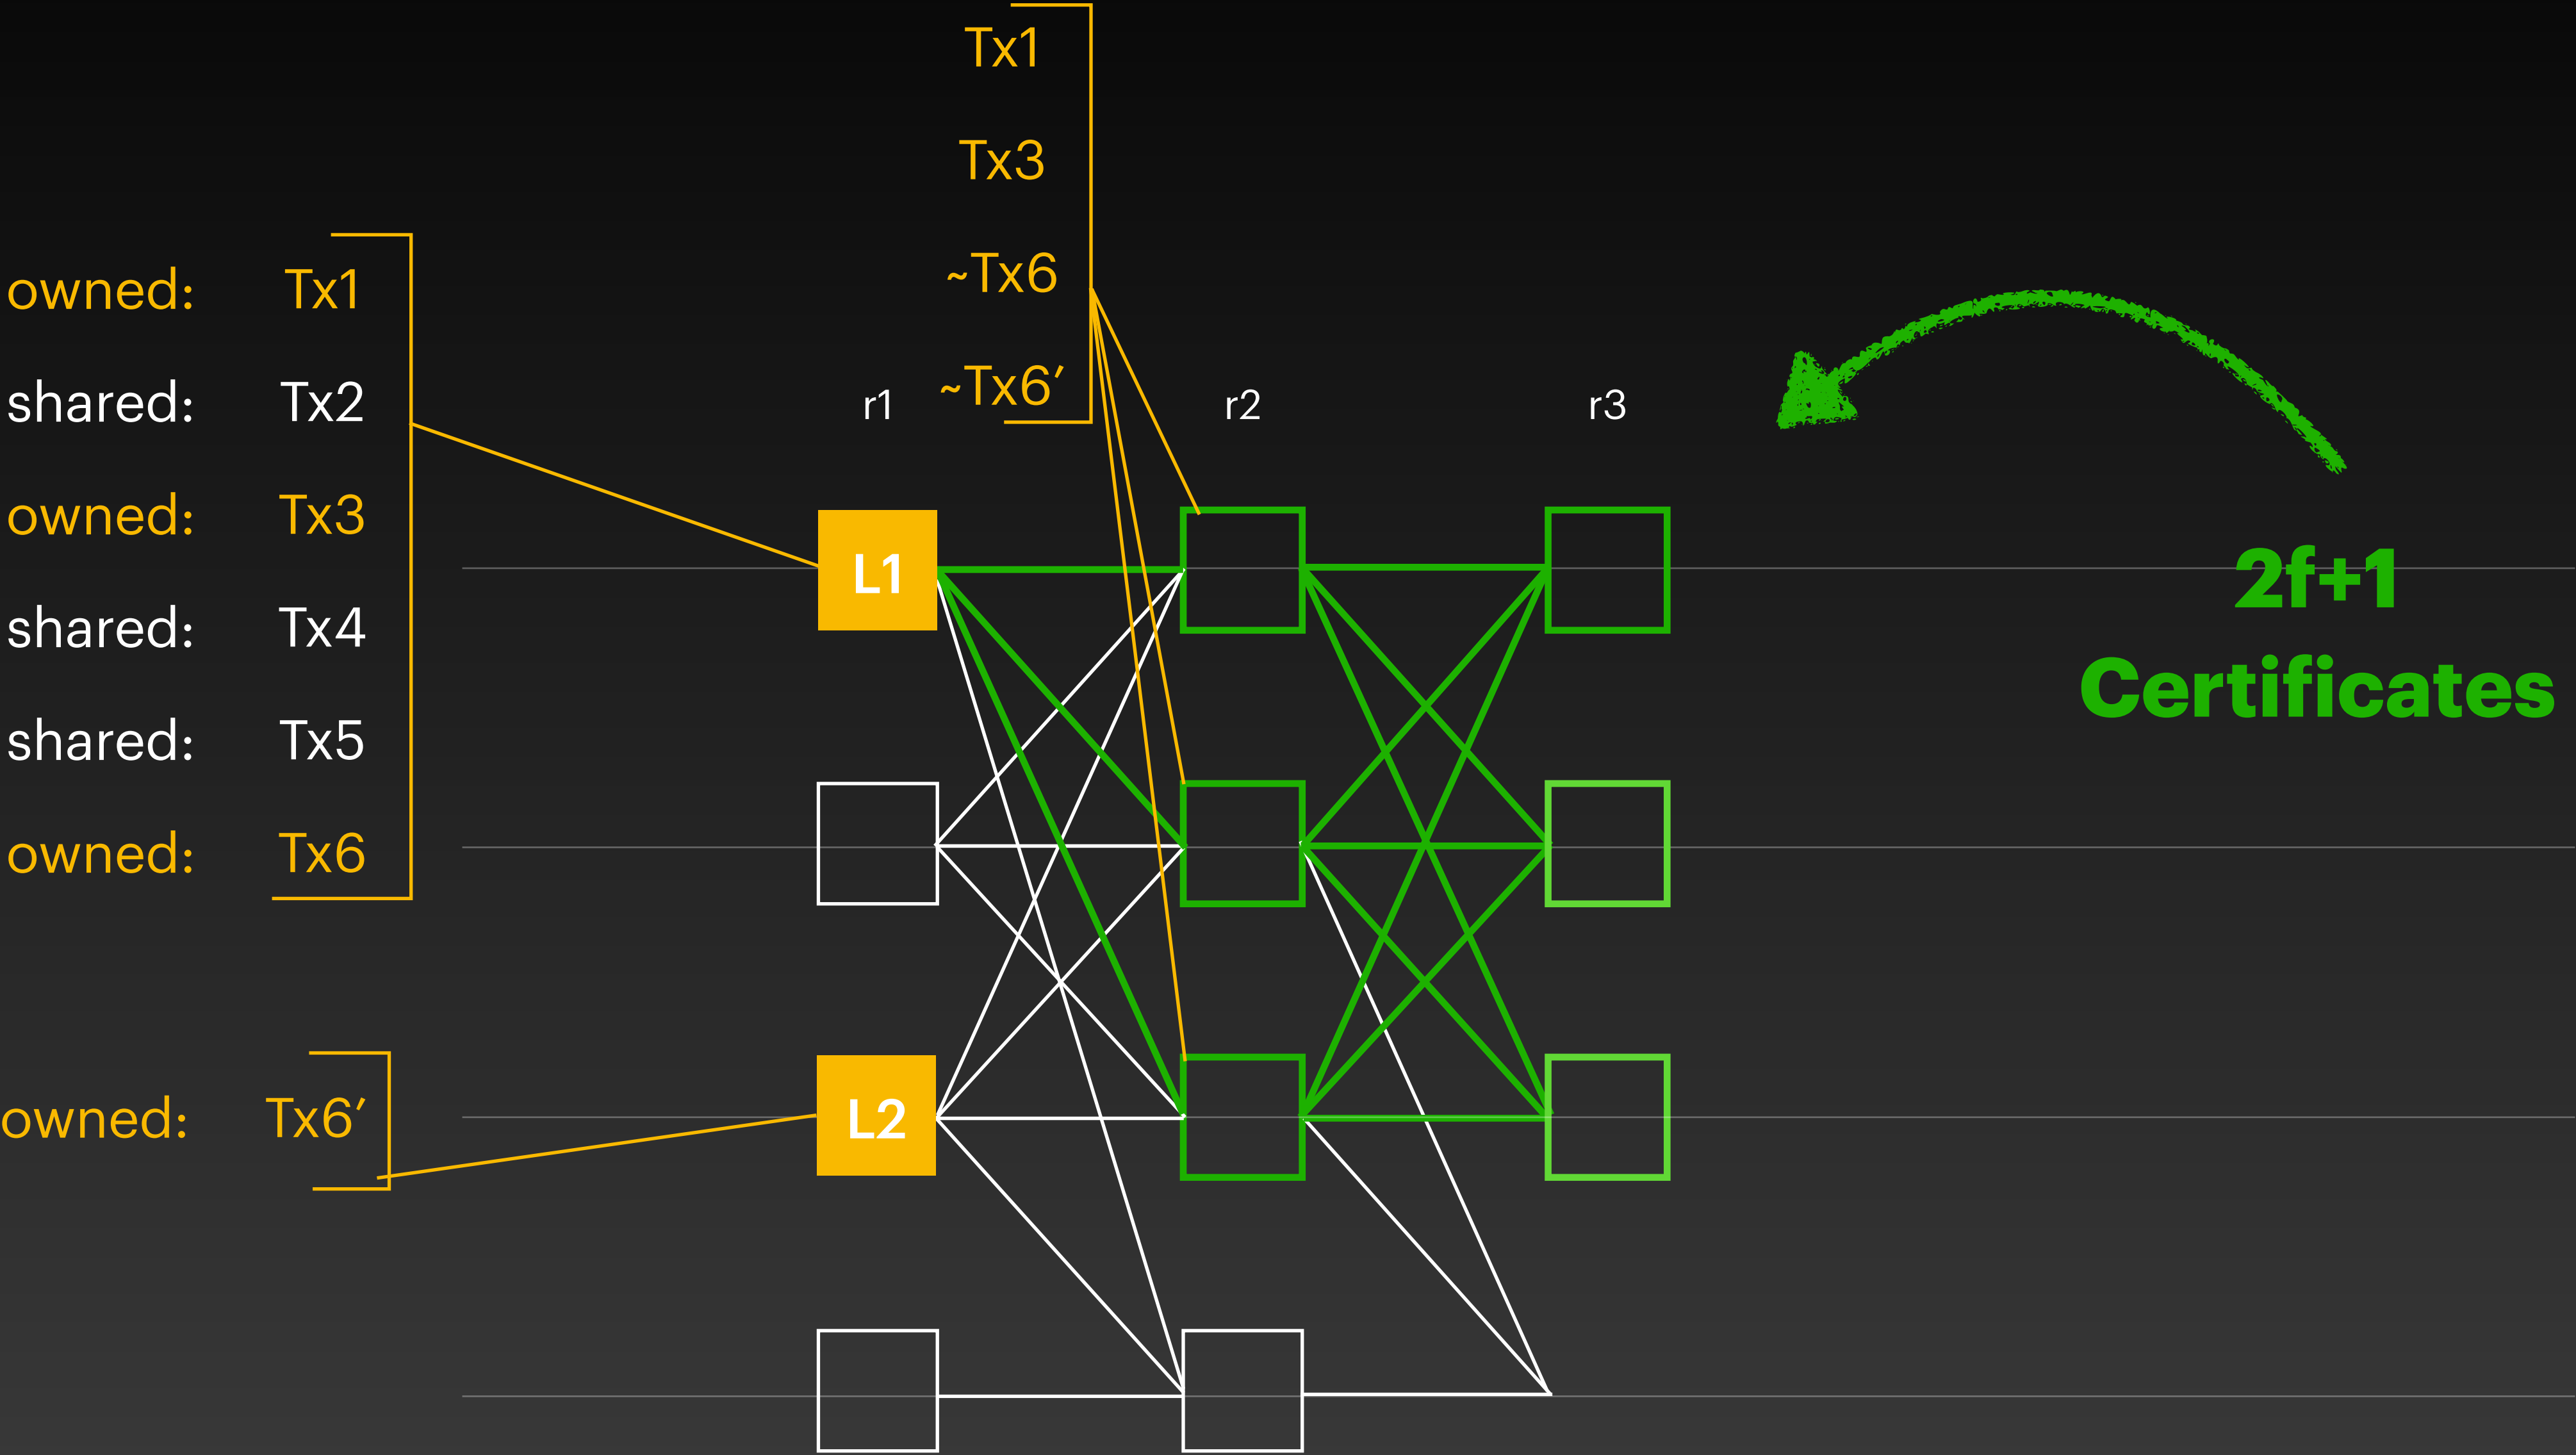 Tx1
Tx3
~Tx6
~Tx6′
owned: Tx1
shared: Tx2
owned: Tx3
shared: Tx4
shared: Tx5
owned: Tx6
owned: Tx6′
r1 r2 r3
L1
L2
2f+1
Certificates